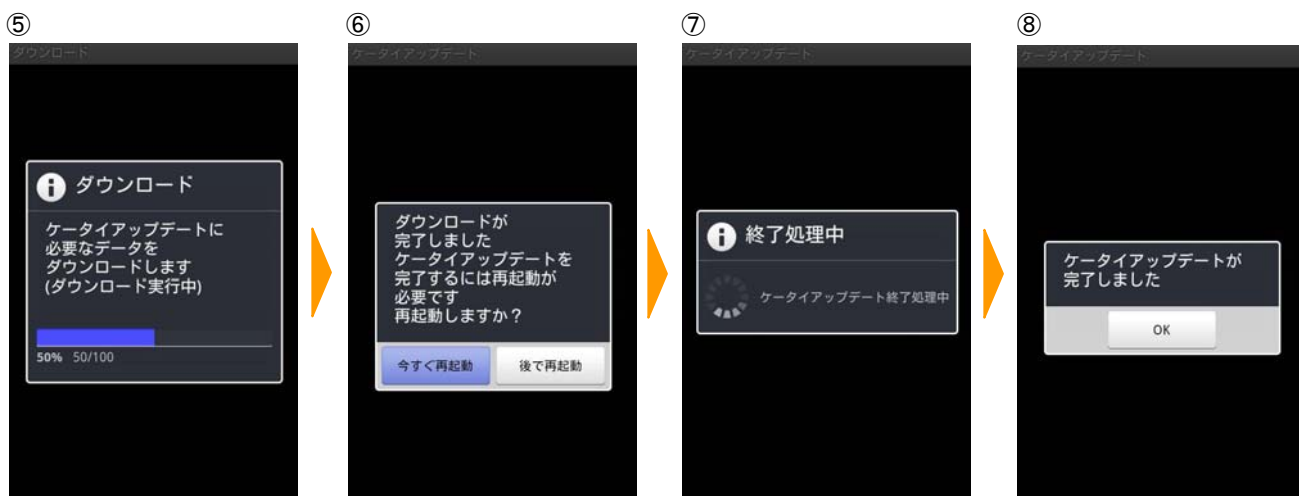 ⑤
ダウンロード
ダウンロード
ケータイアップデートに
必要なデータを
ダウンロードします
(ダウンロード実行中)
50% 50/100
⑥
ケータイアップデート
ダウンロードが
完了しました
ケータイアップデートを
完了するには再起動が
必要です
再起動しますか？
今すぐ再起動 後で再起動
⑦
ケータイアップデート
終了処理中
ケータイアップデート終了処理中
⑧
ケータイアップデート
ケータイアップデートが
完了しました
OK